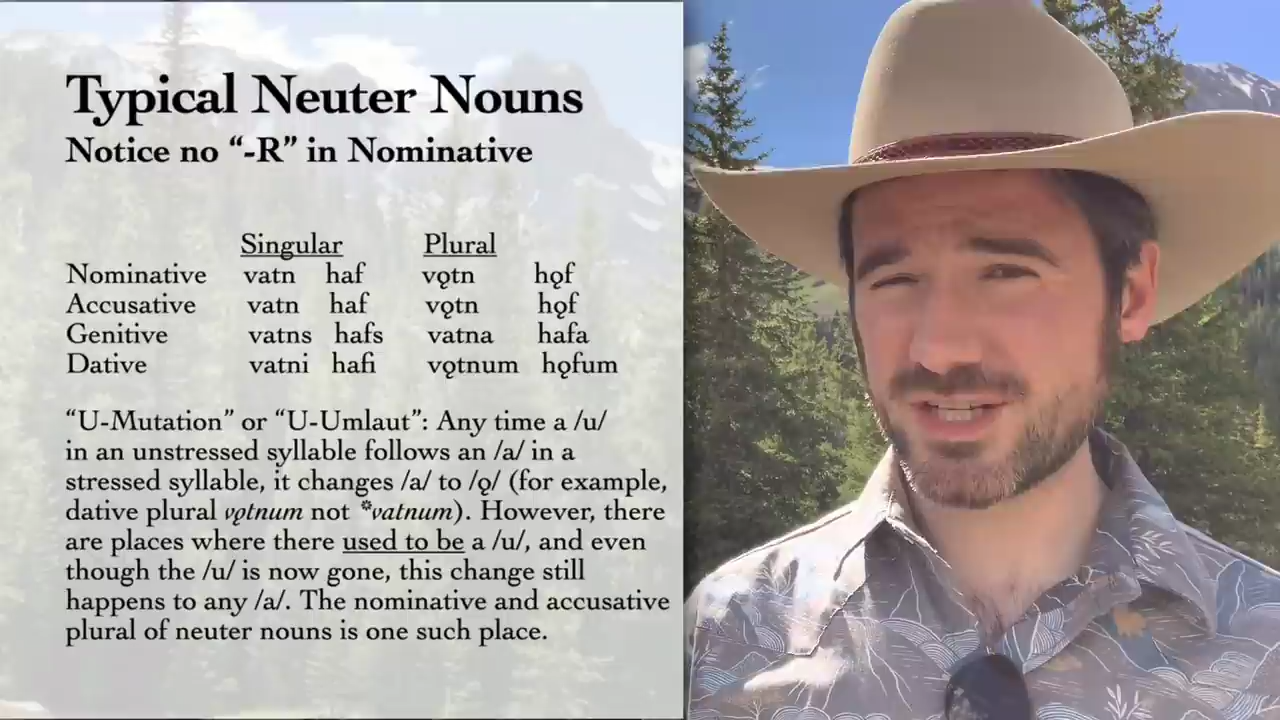 Typical Neuter Nouns
Notice no “-R” in Nominative
Singular Plural
Nominative vatn haf vǫtn hǫf
Accusative vatn haf vǫtn hǫf
Genitive vatns hafs vatna hafa
Dative vatni hafi vǫtnum hǫfum
“U-Mutation” or “U-Umlaut”: Any time a /u/
in an unstressed syllable follows an /a/ in a
stressed syllable, it changes /a/ to /ǫ/ (for example,
dative plural vǫtnum not *vatnum). However, there
are places where there used to be a /u/, and even
though the /u/ is now gone, this change still
happens to any /a/. The nominative and accusative
plural of neuter nouns is one such place.